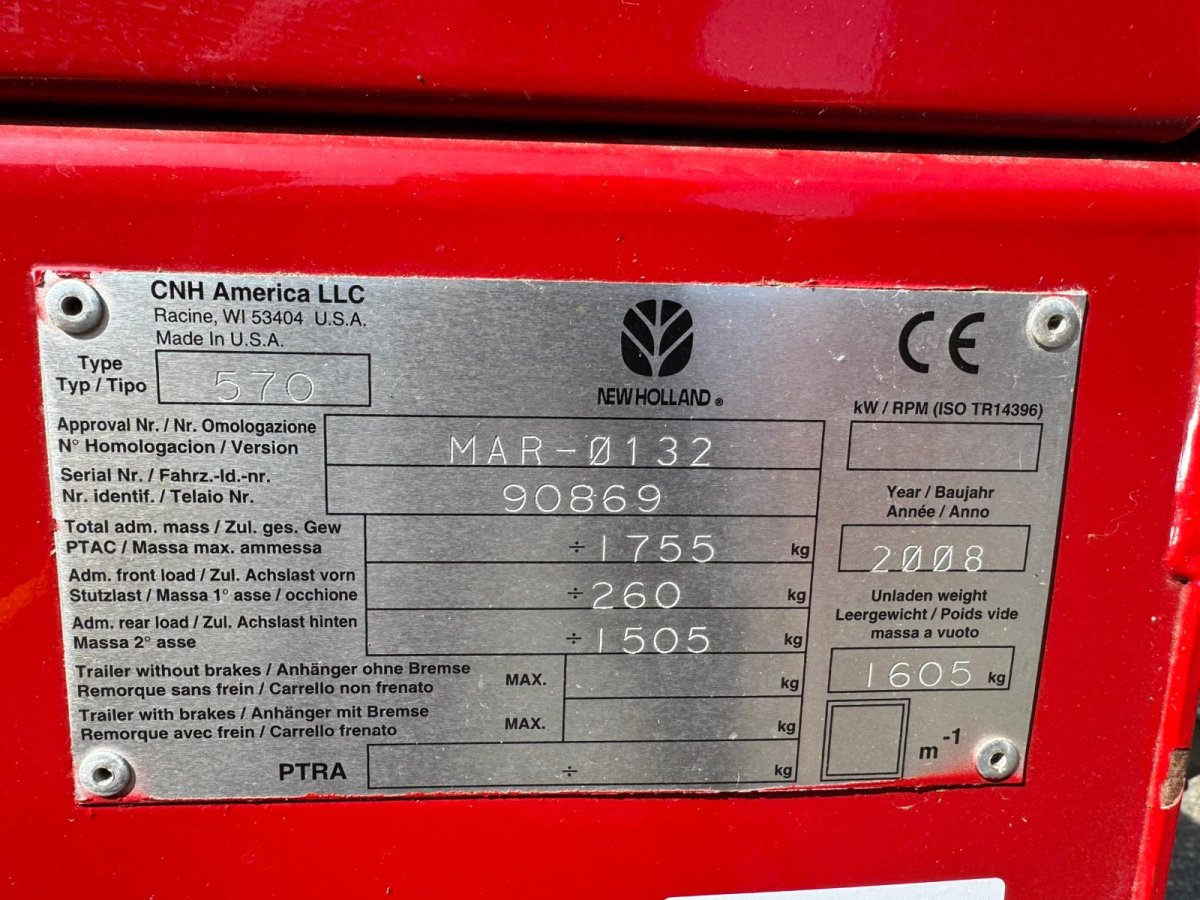 CNH America LLC
Racine, WI 53404 U.S.A.
Made In U.S.A.
Type
Typ / Tipo
570
NEW HOLLAND ®
CE
kW / RPM (ISO TR14396)
Approval Nr. / Nr. Omologazione
N° Homologacion / Version
MAR-0132
Serial Nr. / Fahrz.-Id.-nr.
Nr. identif. / Telaio Nr.
90869
Year / Baujahr
Année / Anno
2008
Total adm. mass / Zul. ges. Gew
PTAC / Massa max. ammessa
÷ 1755 kg
Adm. front load / Zul. Achslast vorn
Stutzlast / Massa 1° asse / occhione
÷ 260 kg
Adm. rear load / Zul. Achslast hinten
Massa 2° asse
÷ 1505 kg
Unladen weight
Leergewicht / Poids vide
massa a vuoto
1605 kg
Trailer without brakes / Anhänger ohne Bremse
Remorque sans frein / Carrello non frenato
MAX. kg
Trailer with brakes / Anhänger mit Bremse
Remorque avec frein / Carrello frenato
MAX. kg
PTRA ÷ kg
m-1